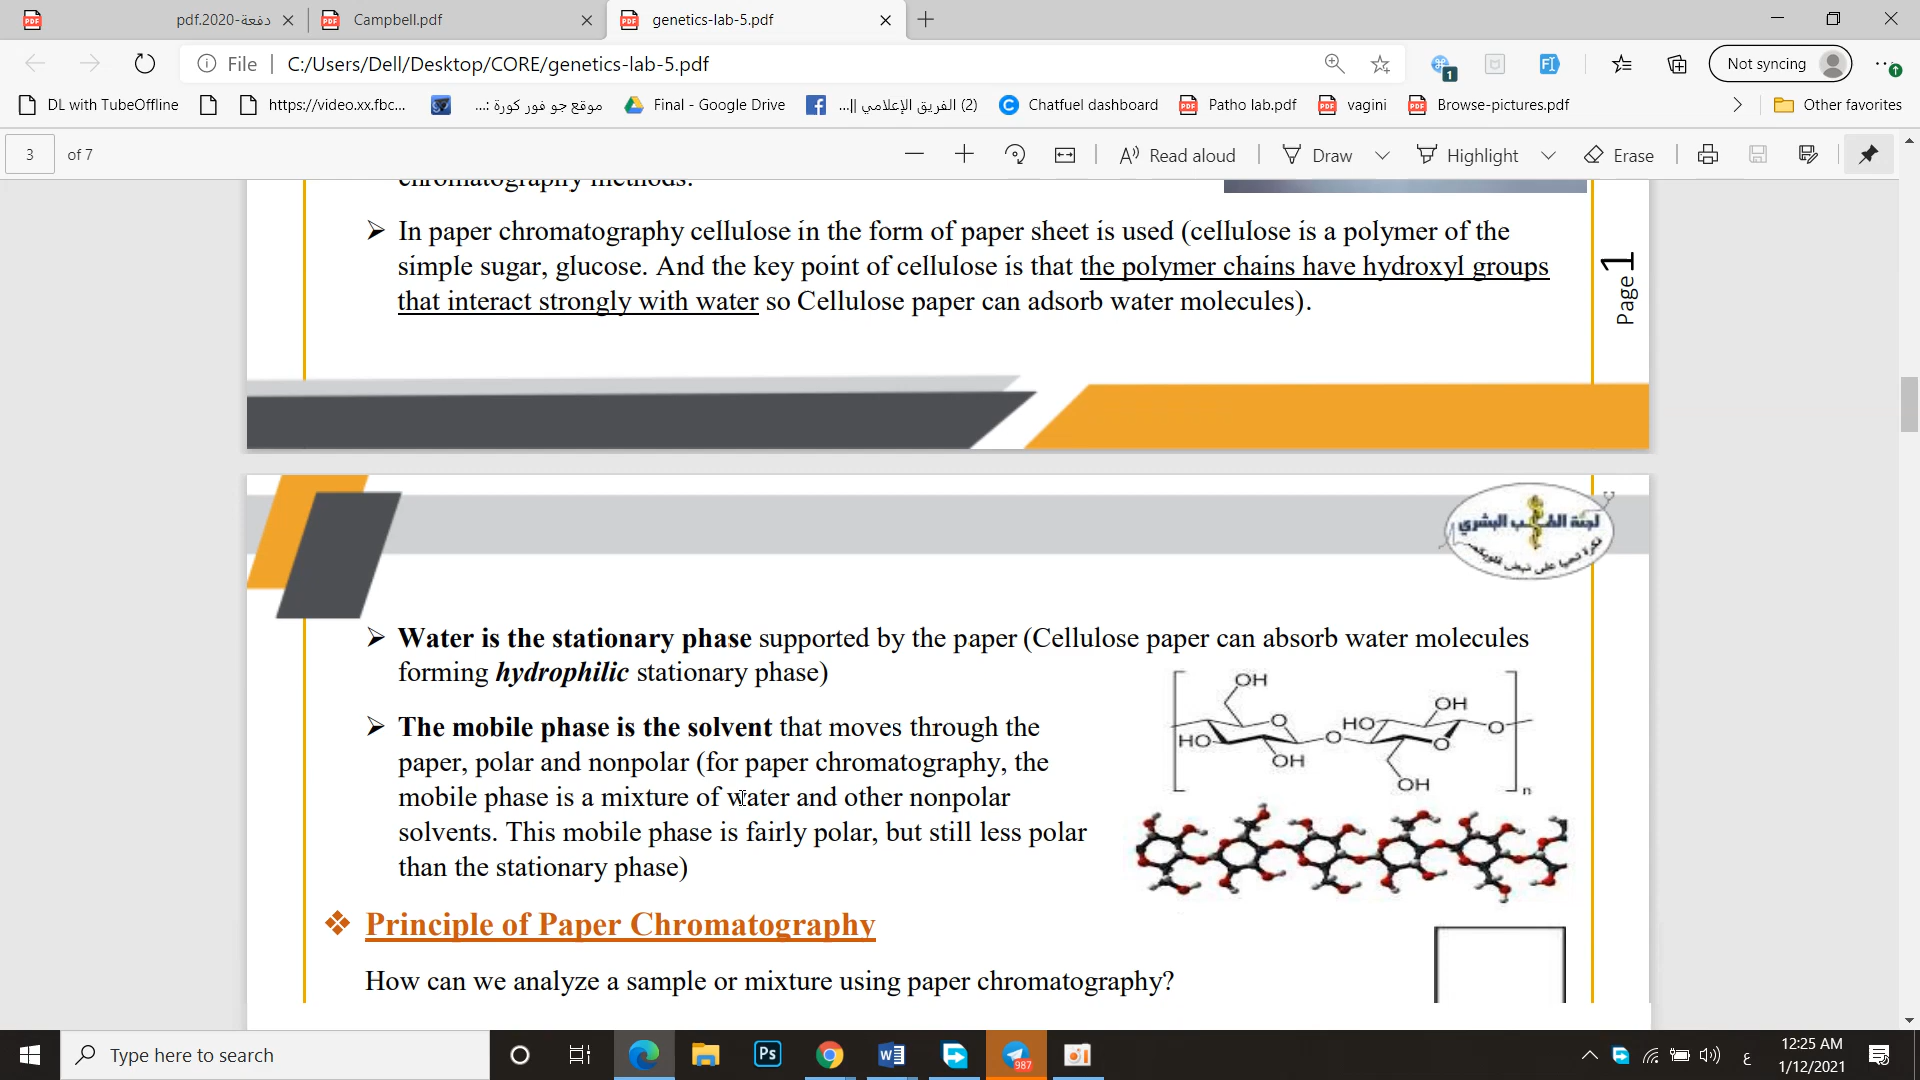 دفعة-2020.pdf
Campbell.pdf
genetics-lab-5.pdf
File
C:/Users/Dell/Desktop/CORE/genetics-lab-5.pdf
1
Not syncing
DL with TubeOffline
https://video.xx.fbc...
موقع جو فور كورة :...
Final - Google Drive
(2) الفريق الإعلامي ||...
Chatfuel dashboard
Patho lab.pdf
vagini
Browse-pictures.pdf
Other favorites
3 of 7
Read aloud
Draw
Highlight
Erase
chromatography methods.
In paper chromatography cellulose in the form of paper sheet is used (cellulose is a polymer of the
simple sugar, glucose. And the key point of cellulose is that the polymer chains have hydroxyl groups
that interact strongly with water so Cellulose paper can adsorb water molecules).
Page 1
لجنة الطب البشري
فكرة تحيا على نبض قلوبكم
Water is the stationary phase supported by the paper (Cellulose paper can absorb water molecules
forming hydrophilic stationary phase)
The mobile phase is the solvent that moves through the
paper, polar and nonpolar (for paper chromatography, the
mobile phase is a mixture of water and other nonpolar
solvents. This mobile phase is fairly polar, but still less polar
than the stationary phase)
OH
O
HO
OH
O
HO
OH
O
O
OH
n
Principle of Paper Chromatography
How can we analyze a sample or mixture using paper chromatography?
Type here to search
Ps
987
ع
12:25 AM
1/12/2021